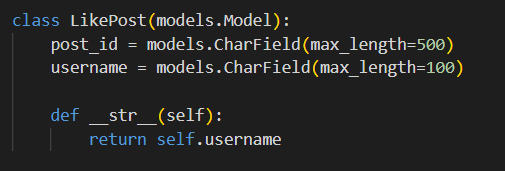 class LikePost(models.Model):
    post_id = models.CharField(max_length=500)
    username = models.CharField(max_length=100)

    def __str__(self):
        return self.username